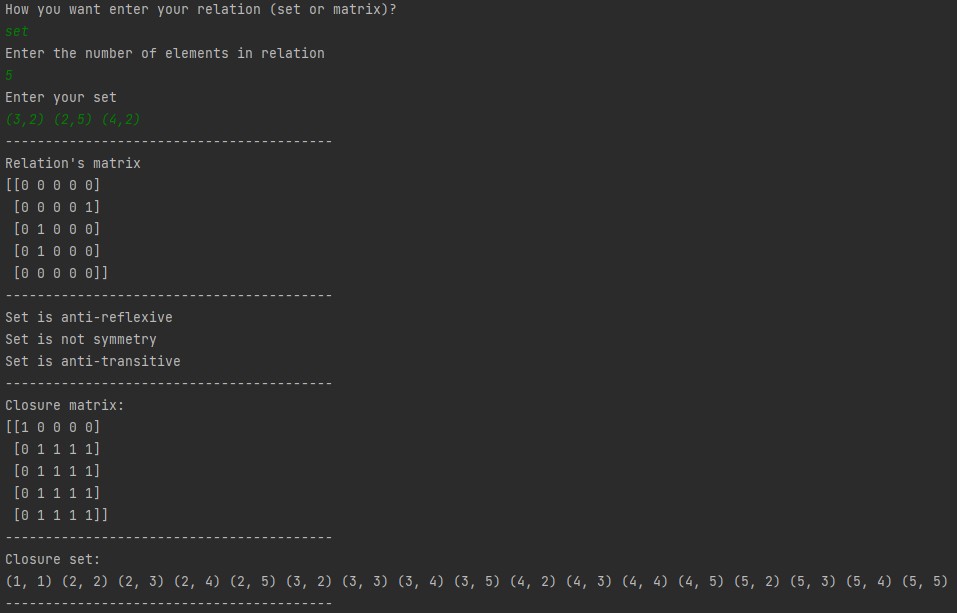 How you want enter your relation (set or matrix)?
set
Enter the number of elements in relation
5
Enter your set
(3,2) (2,5) (4,2)
-----------------------------------------
Relation's matrix
[[0 0 0 0 0]
 [0 0 0 0 1]
 [0 1 0 0 0]
 [0 1 0 0 0]
 [0 0 0 0 0]]
-----------------------------------------
Set is anti-reflexive
Set is not symmetry
Set is anti-transitive
-----------------------------------------
Closure matrix:
[[1 0 0 0 0]
 [0 1 1 1 1]
 [0 1 1 1 1]
 [0 1 1 1 1]
 [0 1 1 1 1]]
-----------------------------------------
Closure set:
(1, 1) (2, 2) (2, 3) (2, 4) (2, 5) (3, 2) (3, 3) (3, 4) (3, 5) (4, 2) (4, 3) (4, 4) (4, 5) (5, 2) (5, 3) (5, 4) (5, 5)
-----------------------------------------